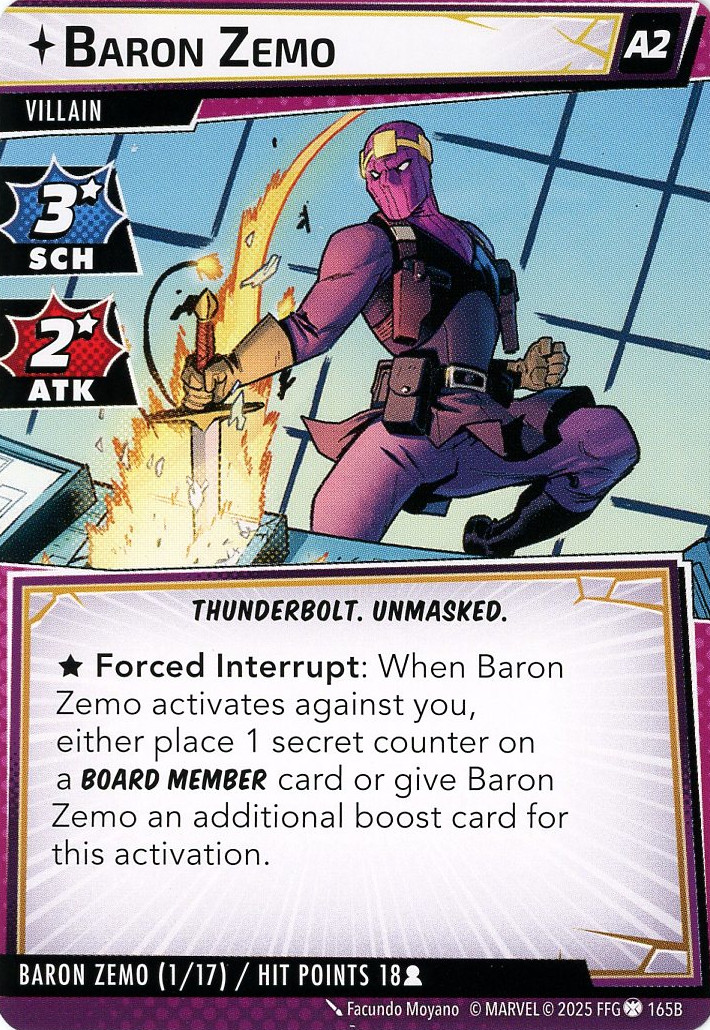 BARON ZEMO
A2
VILLAIN
3
SCH
2
ATK
THUNDERBOLT. UNMASKED.
★ Forced Interrupt: When Baron
Zemo activates against you,
either place 1 secret counter on
a BOARD MEMBER card or give Baron
Zemo an additional boost card for
this activation.
BARON ZEMO (1/17) / HIT POINTS 18
Facundo Moyano © MARVEL © 2025 FFG 165B